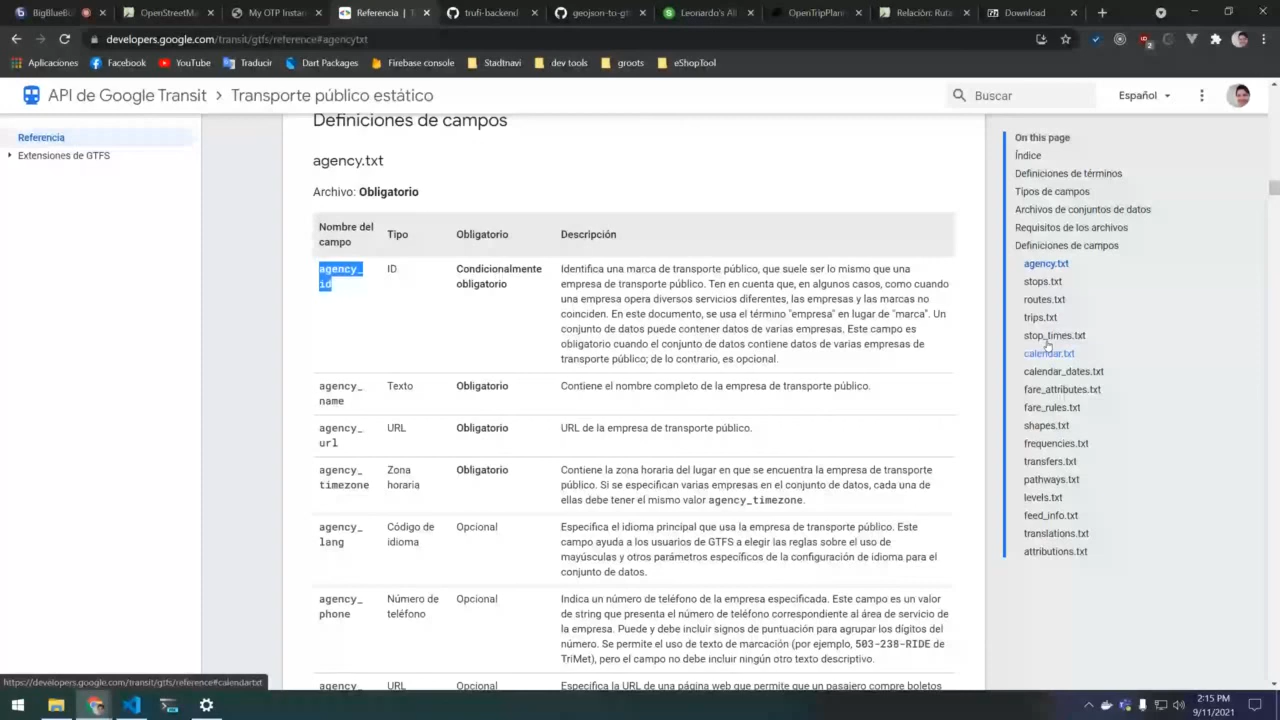 BigBlueB
OpenStreetM
My OTP Instan
Referencia | T
trufi-backend
geojson-to-gt
Leonardo's Al
OpenTripPlan
Relación: Ruta
Download
developers.google.com/transit/gtfs/reference#agencytxt
Aplicaciones
Facebook
YouTube
Traducir
Dart Packages
Firebase console
Stadtnavi
dev tools
groots
eShopTool
API de Google Transit > Transporte público estático
Buscar
Español
Referencia
Extensiones de GTFS
Definiciones de campos
agency.txt
Archivo: Obligatorio
Nombre del
campo
Tipo
Obligatorio
Descripción
agency_
id
ID
Condicionalmente
obligatorio
Identifica una marca de transporte público, que suele ser lo mismo que una
empresa de transporte público. Ten en cuenta que, en algunos casos, como cuando
una empresa opera diversos servicios diferentes, las empresas y las marcas no
coinciden. En este documento, se usa el término "empresa" en lugar de "marca". Un
conjunto de datos puede contener datos de varias empresas. Este campo es
obligatorio cuando el conjunto de datos contiene datos de varias empresas de
transporte público; de lo contrario, es opcional.
agency_
name
Texto
Obligatorio
Contiene el nombre completo de la empresa de transporte público.
agency_
url
URL
Obligatorio
URL de la empresa de transporte público.
agency_
timezone
Zona
horaria
Obligatorio
Contiene la zona horaria del lugar en que se encuentra la empresa de transporte
público. Si se especifican varias empresas en el conjunto de datos, cada una de
ellas debe tener el mismo valor agency_timezone.
agency_
lang
Código de
idioma
Opcional
Especifica el idioma principal que usa la empresa de transporte público. Este
campo ayuda a los usuarios de GTFS a elegir las reglas sobre el uso de
mayúsculas y otros parámetros específicos de la configuración de idioma para el
conjunto de datos.
agency_
phone
Número de
teléfono
Opcional
Indica un número de teléfono de la empresa especificada. Este campo es un valor
de string que presenta el número de teléfono correspondiente al área de servicio de
la empresa. Puede y debe incluir signos de puntuación para agrupar los dígitos del
número. Se permite el uso de texto de marcación (por ejemplo, 503-238-RIDE de
TriMet), pero el campo no debe incluir ningún otro texto descriptivo.
agency_
URL
Opcional
Especifica la URL de una página web que permite que un pasajero compre boletos
On this page
Índice
Definiciones de términos
Tipos de campos
Archivos de conjuntos de datos
Requisitos de los archivos
Definiciones de campos
agency.txt
stops.txt
routes.txt
trips.txt
stop_times.txt
calendar.txt
calendar_dates.txt
fare_attributes.txt
fare_rules.txt
shapes.txt
frequencies.txt
transfers.txt
pathways.txt
levels.txt
feed_info.txt
translations.txt
attributions.txt
https://developers.google.com/transit/gtfs/reference#calendartxt
2:15 PM
9/11/2021